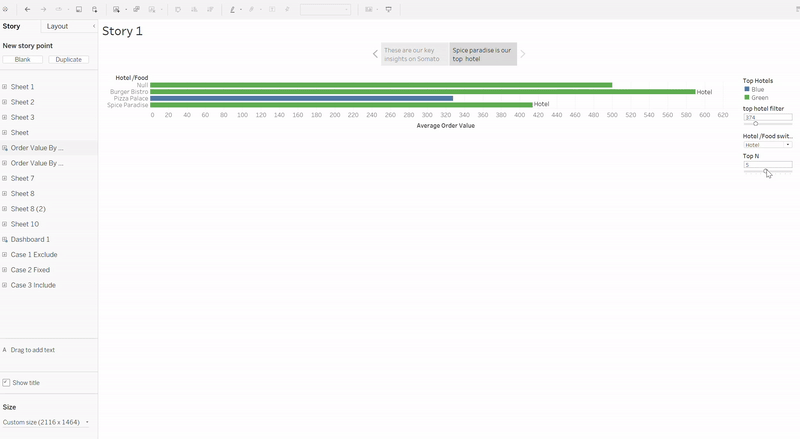 Story
Layout
New story point
Blank
Duplicate
Sheet 1
Sheet 2
Sheet 3
Sheet
Order Value By ...
Order Value By ...
Sheet 7
Sheet 8
Sheet 8 (2)
Sheet 10
Dashboard 1
Case 1 Exclude
Case 2 Fixed
Case 3 Include
A Drag to add text
Show title
Size
Custom size (2116 x 1464)
Story 1
These are our key
insights on Somato
Spice paradise is our
top hotel
Hotel /Food
Null
Burger Bistro
Hotel
Pizza Palace
Spice Paradise
Hotel
0 20 40 60 80 100 120 140 160 180 200 220 240 260 280 300 320 340 360 380 400 420 440 460 480 500 520 540 560 580 600 620
Average Order Value
Top Hotels
Blue
Green
top hotel filter
374
Hotel /Food swit..
Hotel
Top N
5